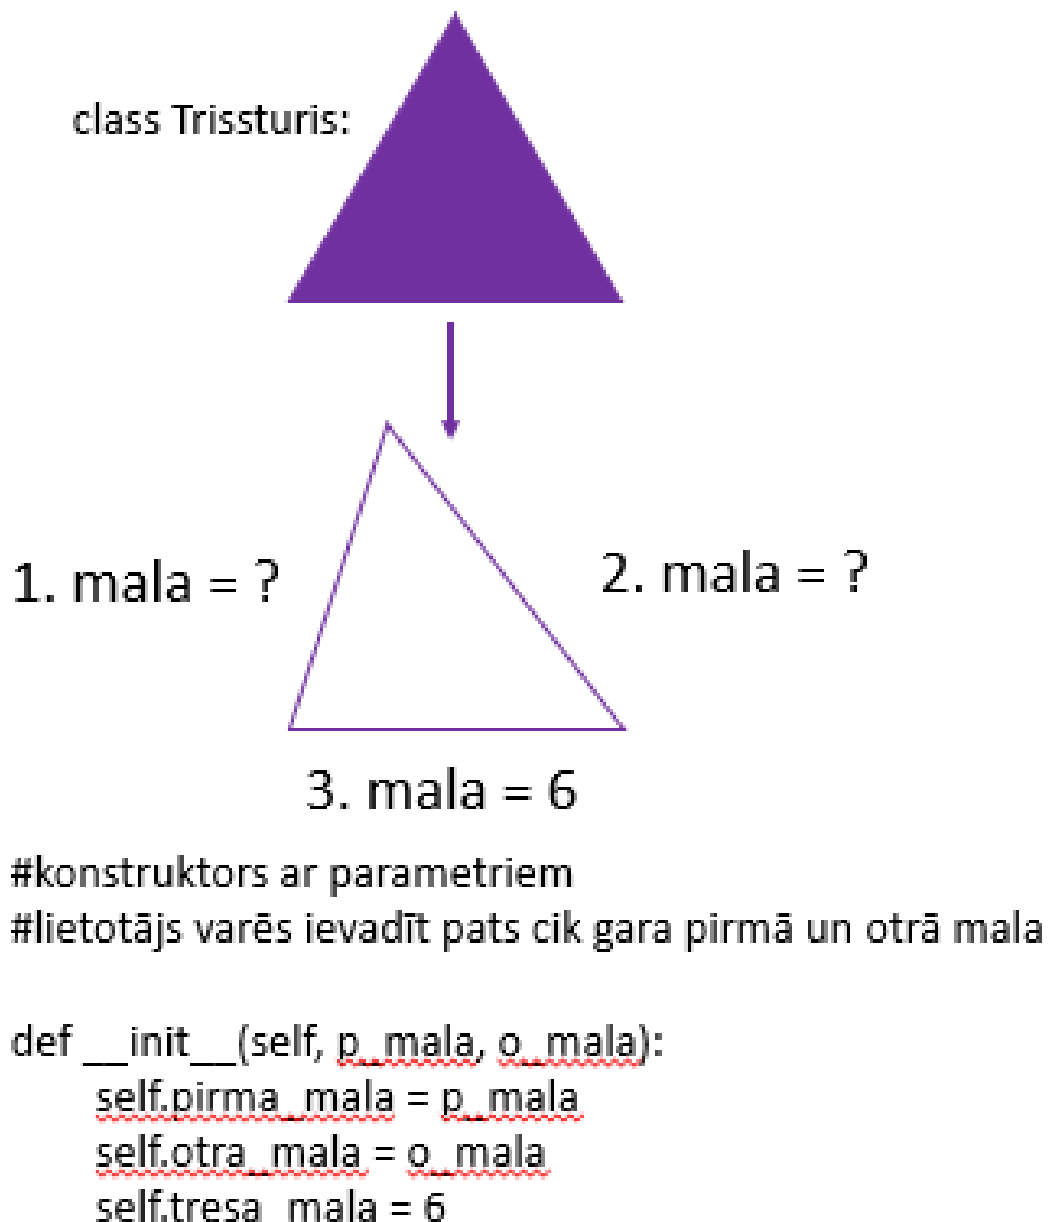 class Trissturis:
1. mala = ?
2. mala = ?
3. mala = 6
#konstruktors ar parametriem
#lietotājs varēs ievadīt pats cik gara pirmā un otrā mala
def __init__(self, p_mala, o_mala):
self.pirma_mala = p_mala
self.otra_mala = o_mala
self.tresa_mala = 6